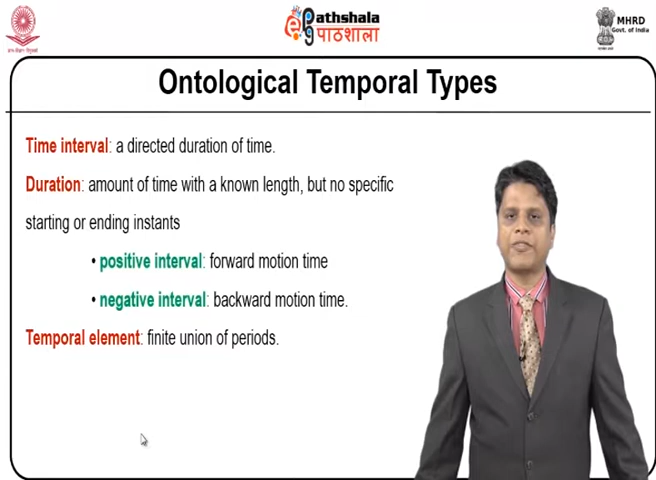 Pathshala
पाठशाला
MHRD
Govt. of India
Ontological Temporal Types
Time interval: a directed duration of time.
Duration: amount of time with a known length, but no specific
starting or ending instants
• positive interval: forward motion time
• negative interval: backward motion time.
Temporal element: finite union of periods.